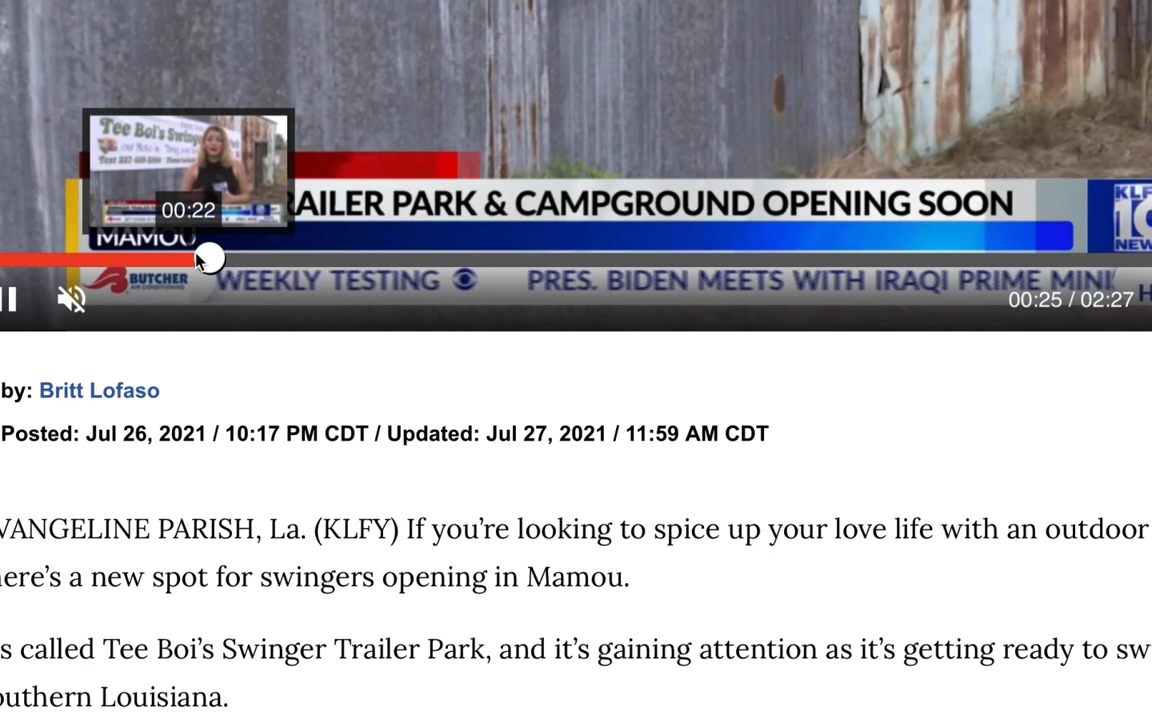 Tee Boi's Swinge
00:22
RAILER PARK & CAMPGROUND OPENING SOON
KLF
10
NEW
MAMOU
BUTCHER
AIR CONDITIONING
WEEKLY TESTING
PRES. BIDEN MEETS WITH IRAQI PRIME MINI
00:25 / 02:27
by: Britt Lofaso
Posted: Jul 26, 2021 / 10:17 PM CDT / Updated: Jul 27, 2021 / 11:59 AM CDT
VANGELINE PARISH, La. (KLFY) If you’re looking to spice up your love life with an outdoor
here’s a new spot for swingers opening in Mamou.
s called Tee Boi’s Swinger Trailer Park, and it’s gaining attention as it’s getting ready to sw
outhern Louisiana.